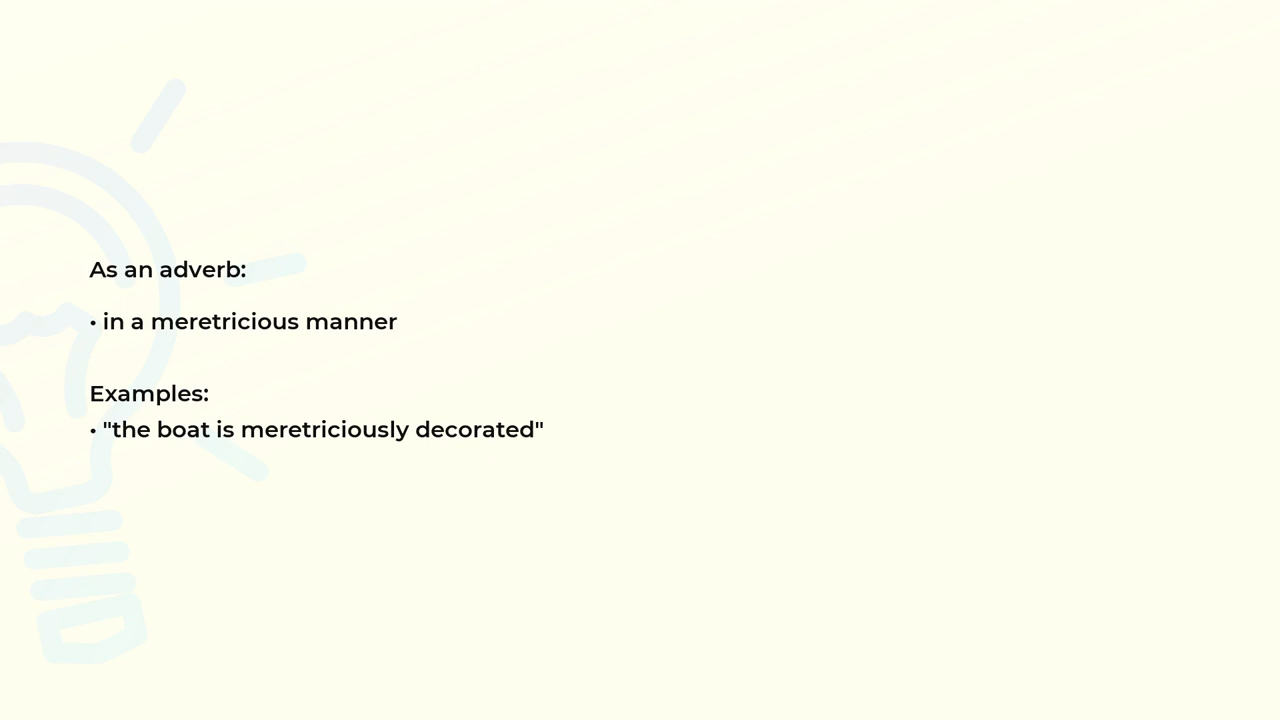 As an adverb:
• in a meretricious manner
Examples:
• "the boat is meretriciously decorated"